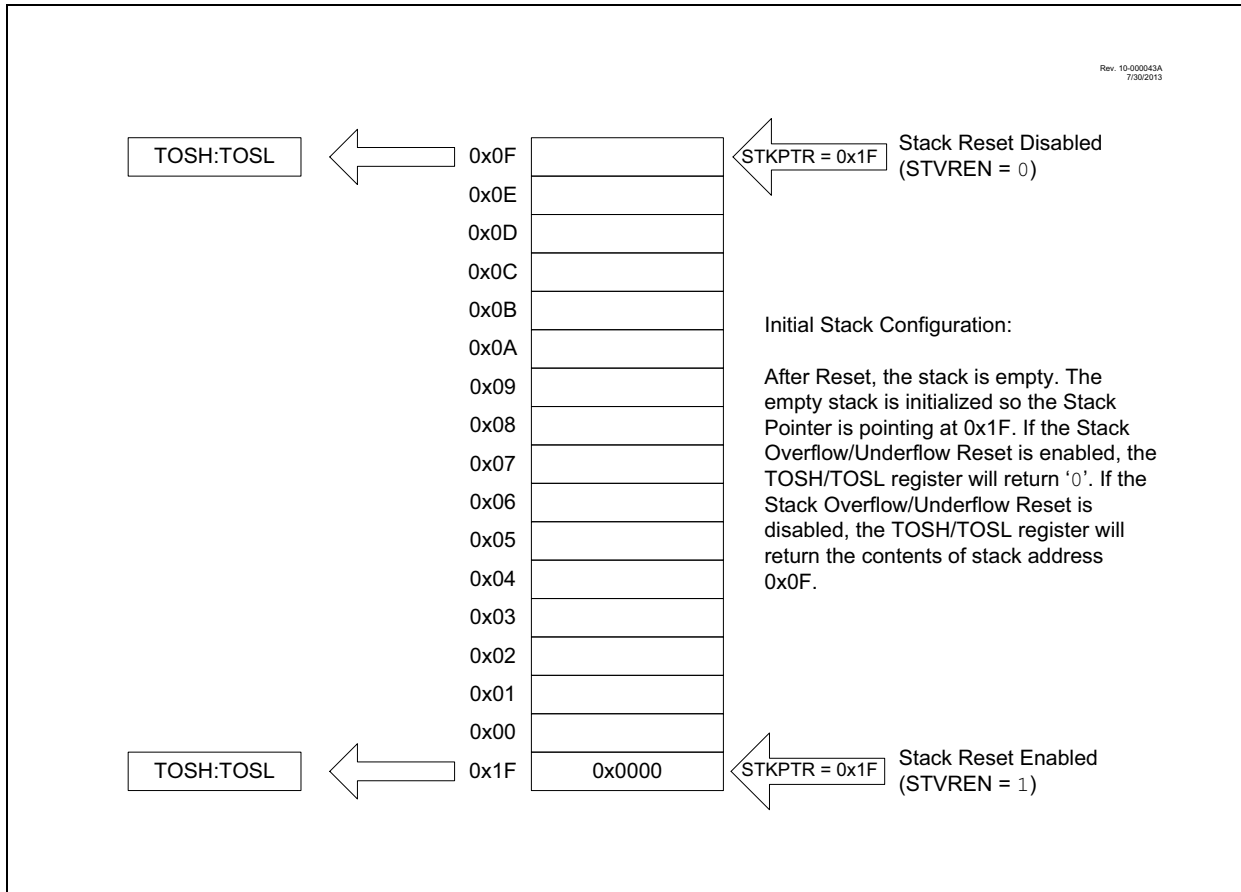 Rev. 10-000043A
7/30/2013
TOSH:TOSL
0x0F
STKPTR = 0x1F
Stack Reset Disabled
(STVREN = 0)
0x0E
0x0D
0x0C
0x0B
0x0A
0x09
0x08
0x07
0x06
0x05
0x04
0x03
0x02
0x01
0x00
Initial Stack Configuration:
After Reset, the stack is empty. The
empty stack is initialized so the Stack
Pointer is pointing at 0x1F. If the Stack
Overflow/Underflow Reset is enabled, the
TOSH/TOSL register will return ‘0’. If the
Stack Overflow/Underflow Reset is
disabled, the TOSH/TOSL register will
return the contents of stack address
0x0F.
TOSH:TOSL
0x1F
0x0000
STKPTR = 0x1F
Stack Reset Enabled
(STVREN = 1)